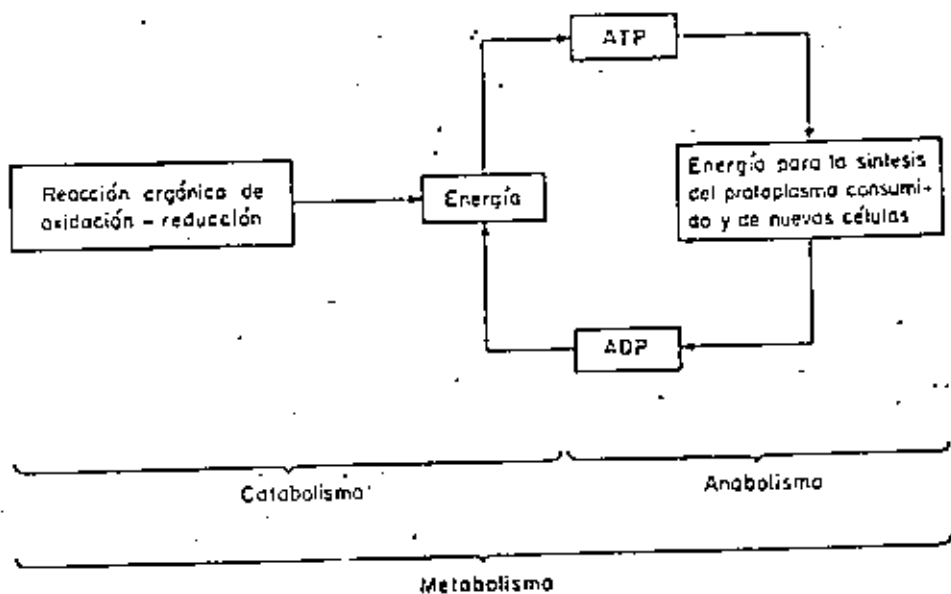 ATP
Reacción orgánica de
oxidación - reducción
Energía
Energía para la síntesis
del protoplasma consumi-
do y de nuevas células
ADP
Catabolismo
Anabolismo
Metabolismo